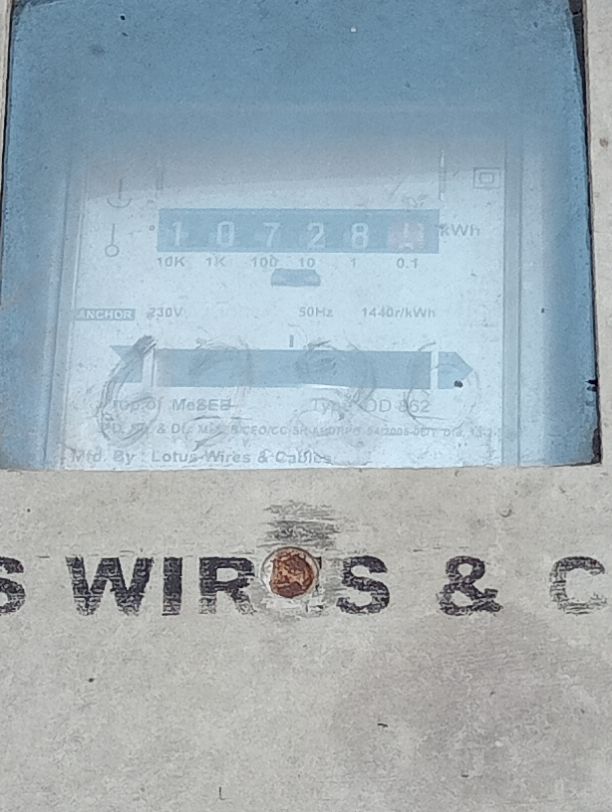 1 0 7 2 8 kWh
10K 1K 100 10 1 0.1
ANCHOR 230V 50Hz 1440r/kWh
Prop.of MeSEB Type DD 862
Mfd. By : Lotus Wires & Cables
S WIR S & C